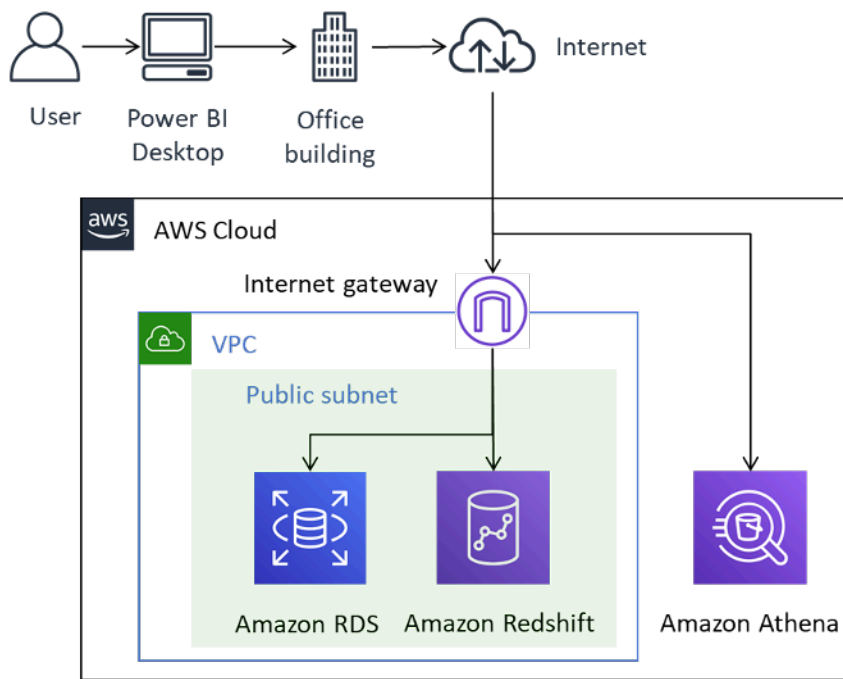 Internet
User
Power BI
Desktop
Office
building
aws
AWS Cloud
Internet gateway
VPC
Public subnet
Amazon RDS
Amazon Redshift
Amazon Athena